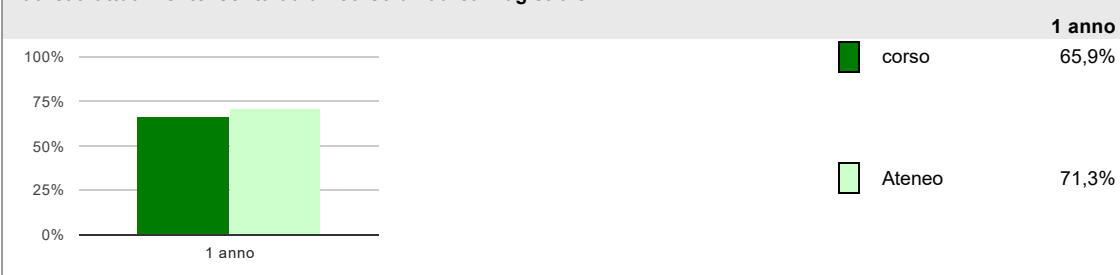 1 anno
100%
75%
50%
25%
0%
1 anno
corso 65,9%
Ateneo 71,3%